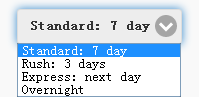 Standard: 7 day
Standard: 7 day
Rush: 3 days
Express: next day
Overnight